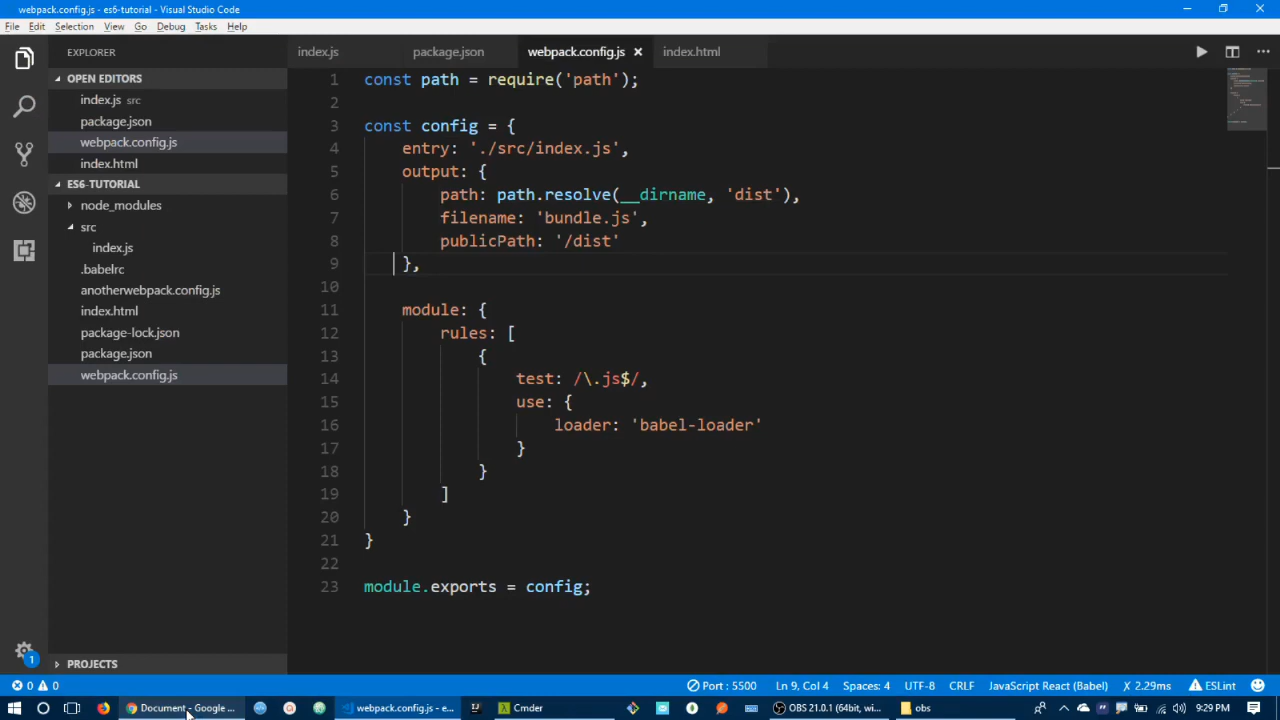 webpack.config.js - es6-tutorial - Visual Studio Code
File Edit Selection View Go Debug Tasks Help
EXPLORER
OPEN EDITORS
index.js src
package.json
webpack.config.js
index.html
ES6-TUTORIAL
node_modules
src
index.js
.babelrc
anotherwebpack.config.js
index.html
package-lock.json
package.json
webpack.config.js
PROJECTS
index.js package.json webpack.config.js index.html
1 const path = require('path');
2
3 const config = {
4 entry: './src/index.js',
5 output: {
6 path: path.resolve(__dirname, 'dist'),
7 filename: 'bundle.js',
8 publicPath: '/dist'
9 },
10
11 module: {
12 rules: [
13 {
14 test: /\.js$/,
15 use: {
16 loader: 'babel-loader'
17 }
18 }
19 ]
20 }
21 }
22
23 module.exports = config;
1
0 0 Port : 5500 Ln 9, Col 4 Spaces: 4 UTF-8 CRLF JavaScript React (Babel) X 2.29ms ESLint
Document - Google ... webpack.config.js - e... Cmder OBS 21.0.1 (64bit, wi... obs 9:29 PM